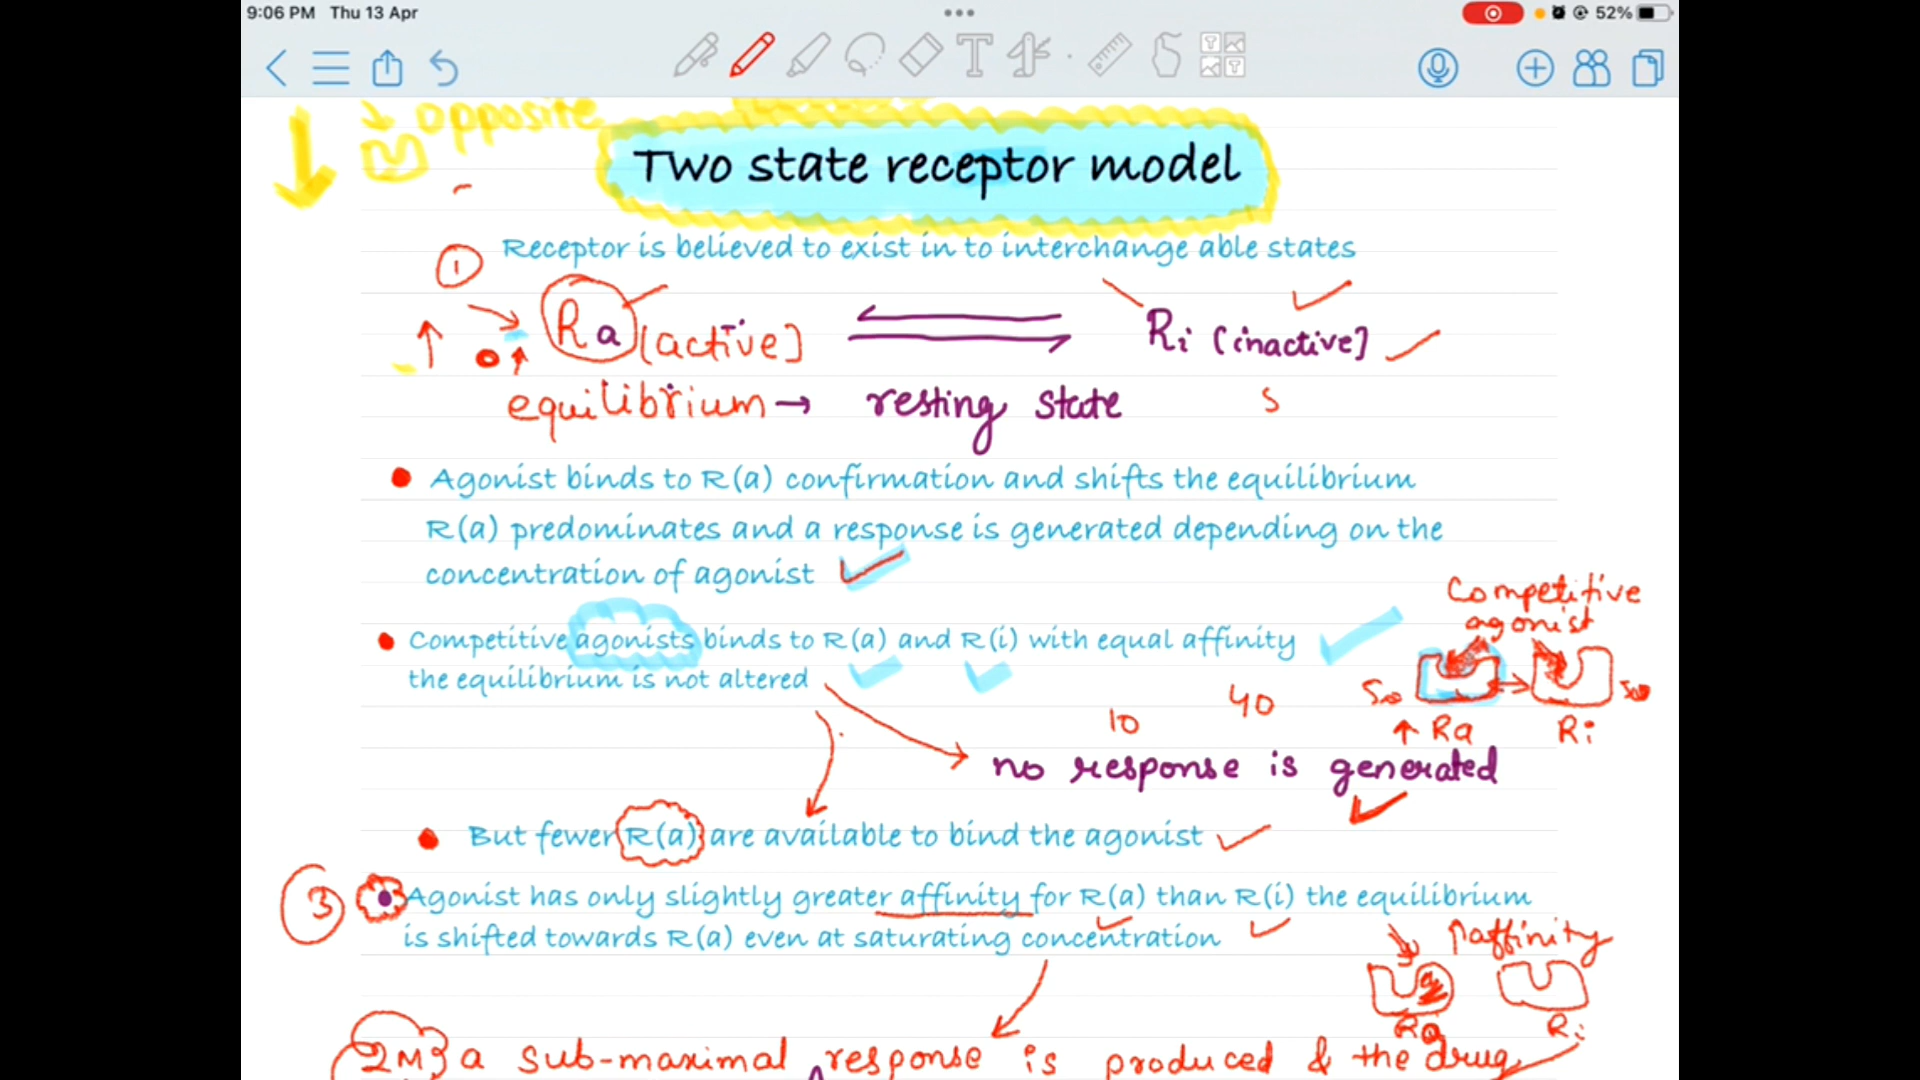 9:06 PM Thu 13 Apr
52%
opposite
Two state receptor model
Receptor is believed to exist in to interchange able states
1
Ra (active) Ri (inactive)
equilibrium → resting state
S
Agonist binds to R(a) confirmation and shifts the equilibrium
R(a) predominates and a response is generated depending on the
concentration of agonist
Competitive
agonist
Competitive agonists binds to R(a) and R(i) with equal affinity
the equilibrium is not altered
10 40
↑ Ra Ri
no response is generated
But fewer R(a) are available to bind the agonist
3 Agonist has only slightly greater affinity for R(a) than R(i) the equilibrium
is shifted towards R(a) even at saturating concentration
↑affinity
Ra Ri
a sub-maximal response is produced & the drug